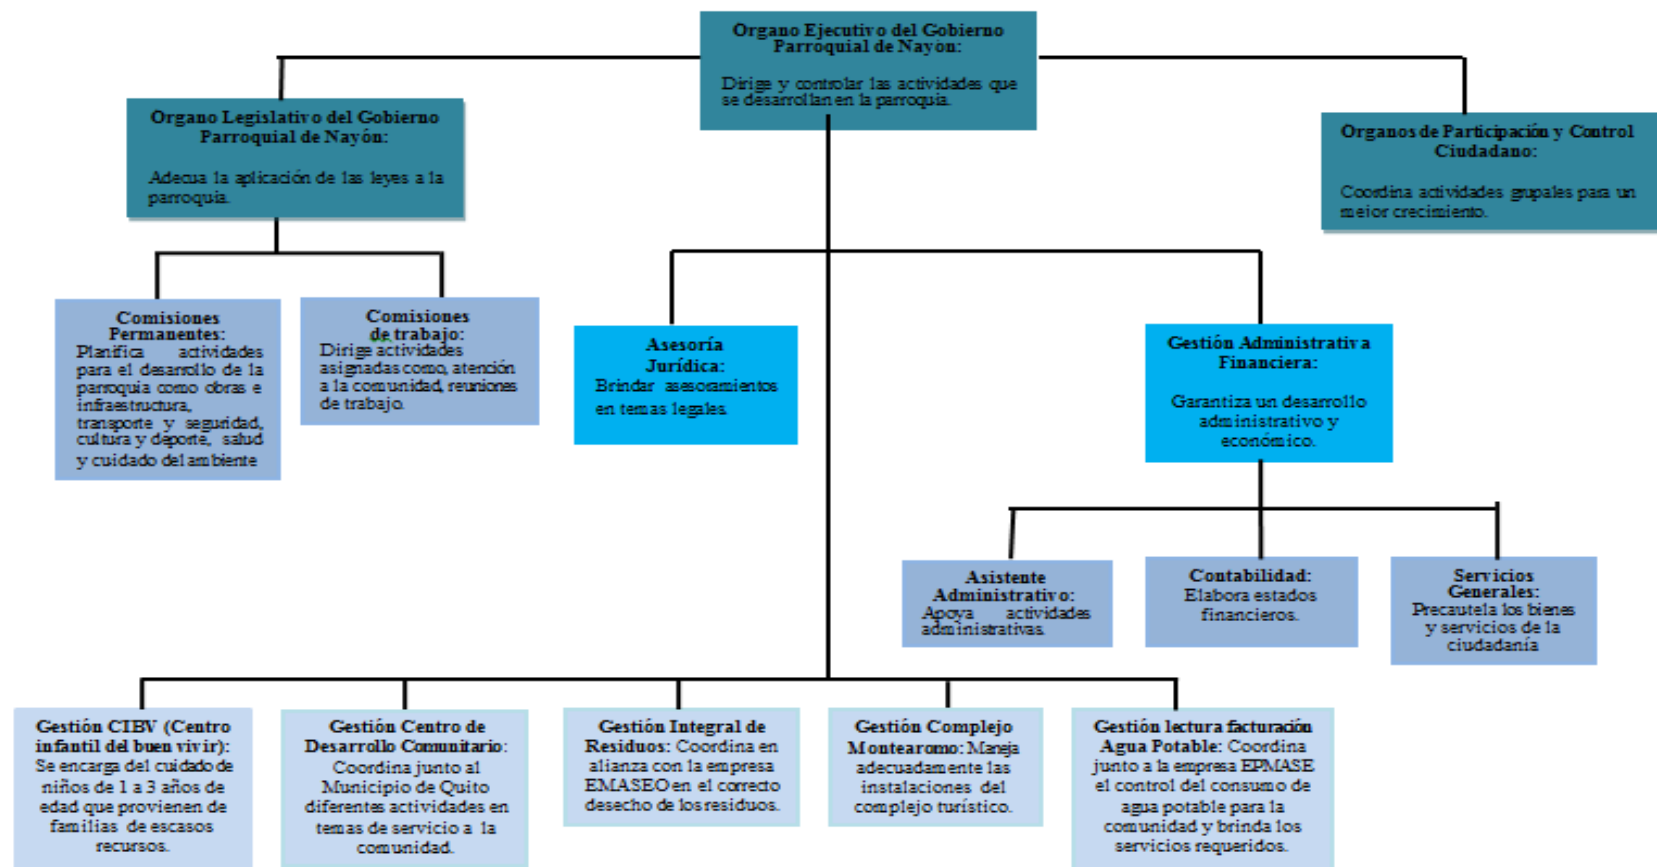 Organo Ejecutivo del Gobierno
Parroquial de Nayón:
Dirige y controlar las actividades que
se desarrollan en la parroquia.
Organo Legislativo del Gobierno
Parroquial de Nayón:
Adecua la aplicación de las leyes a la
parroquia.
Organos de Participación y Control
Ciudadano:
Coordina actividades grupales para un
mejor crecimiento.
Comisiones
Permanentes:
Planifica actividades
para el desarrollo de la
parroquia como obras e
infraestructura,
transporte y seguridad,
cultura y deporte, salud
y cuidado del ambiente
Comisiones
de trabajo:
Dirige actividades
asignadas como, atención
a la comunidad, reuniones
de trabajo.
Asesoría
Jurídica:
Brindar asesoramientos
en temas legales.
Gestión Administrativa
Financiera:
Garantiza un desarrollo
administrativo y
económico.
Asistente
Administrativo:
Apoya actividades
administrativas.
Contabilidad:
Elabora estados
financieros.
Servicios
Generales:
Precautela los bienes
y servicios de la
ciudadanía
Gestión CIBV (Centro
infantil del buen vivir):
Se encarga del cuidado de
niños de 1 a 3 años de
edad que provienen de
familias de escasos
recursos.
Gestión Centro de
Desarrollo Comunitario:
Coordina junto al
Municipio de Quito
diferentes actividades en
temas de servicio a la
comunidad.
Gestión Integral de
Residuos: Coordina en
alianza con la empresa
EMASEO en el correcto
desecho de los residuos.
Gestión Complejo
Montearomo: Maneja
adecuadamente las
instalaciones del
complejo turístico.
Gestión lectura facturación
Agua Potable: Coordina
junto a la empresa EPMASE
el control del consumo de
agua potable para la
comunidad y brinda los
servicios requeridos.